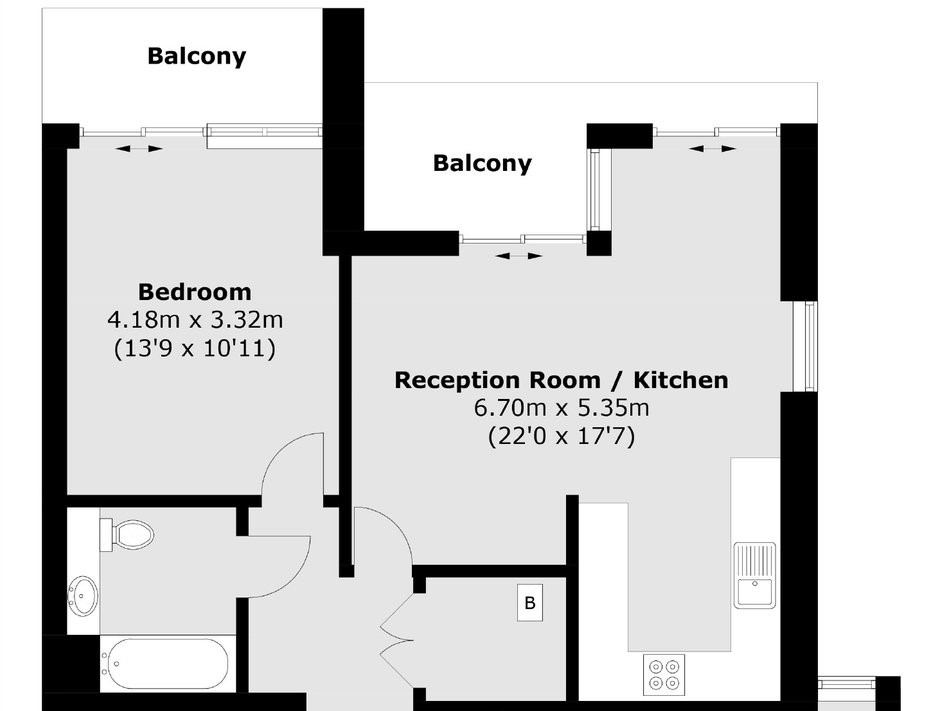 Balcony
Balcony
Bedroom
4.18m x 3.32m
(13'9 x 10'11)
Reception Room / Kitchen
6.70m x 5.35m
(22'0 x 17'7)
B